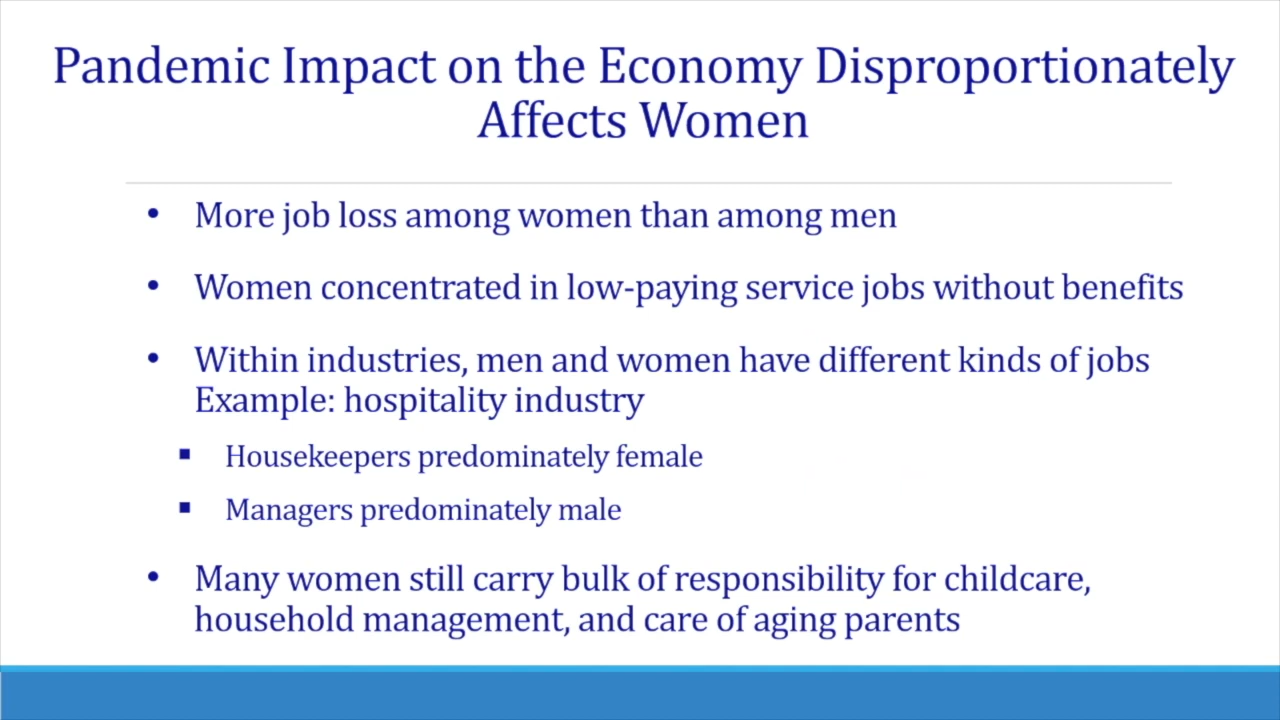 Pandemic Impact on the Economy Disproportionately
Affects Women
• More job loss among women than among men
• Women concentrated in low-paying service jobs without benefits
• Within industries, men and women have different kinds of jobs
Example: hospitality industry
▪ Housekeepers predominately female
▪ Managers predominately male
• Many women still carry bulk of responsibility for childcare,
household management, and care of aging parents